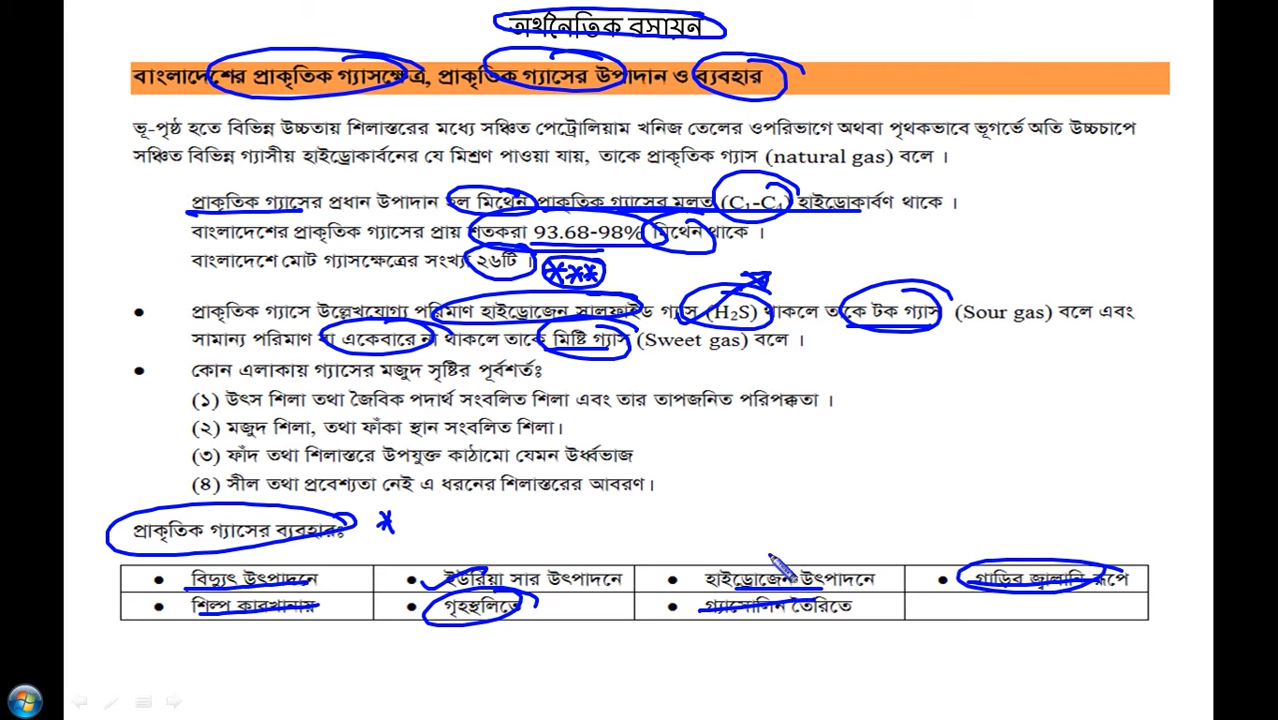 অর্থনৈতিক রসায়ন
বাংলাদেশের প্রাকৃতিক গ্যাসক্ষেত্র, প্রাকৃতিক গ্যাসের উপাদান ও ব্যবহার
ভূ-পৃষ্ঠ হতে বিভিন্ন উচ্চতায় শিলাস্তরের মধ্যে সঞ্চিত পেট্রোলিয়াম খনিজ তেলের ওপরিভাগে অথবা পৃথকভাবে ভূগর্ভে অতি উচ্চচাপে
সঞ্চিত বিভিন্ন গ্যাসীয় হাইড্রোকার্বনের যে মিশ্রণ পাওয়া যায়, তাকে প্রাকৃতিক গ্যাস (natural gas) বলে ।
প্রাকৃতিক গ্যাসের প্রধান উপাদান হল মিথেন প্রাকৃতিক গ্যাসের মূলত (C₁-C₄) হাইড্রোকার্বণ থাকে ।
বাংলাদেশের প্রাকৃতিক গ্যাসের প্রায় শতকরা 93.68-98% মিথেন থাকে ।
বাংলাদেশে মোট গ্যাসক্ষেত্রের সংখ্যা ২৬টি । ***
● প্রাকৃতিক গ্যাসে উল্লেখযোগ্য পরিমাণ হাইড্রোজেন সালফাইড গ্যাস (H₂S) থাকলে তাকে টক গ্যাস (Sour gas) বলে এবং
সামান্য পরিমাণ বা একেবারে না থাকলে তাকে মিষ্টি গ্যাস (Sweet gas) বলে ।
● কোন এলাকায় গ্যাসের মজুদ সৃষ্টির পূর্বশর্তঃ
(১) উৎস শিলা তথা জৈবিক পদার্থ সংবলিত শিলা এবং তার তাপজনিত পরিপক্কতা ।
(২) মজুদ শিলা, তথা ফাঁকা স্থান সংবলিত শিলা।
(৩) ফাঁদ তথা শিলাস্তরে উপযুক্ত কাঠামো যেমন উর্ধ্বভাজ
(৪) সীল তথা প্রবেশ্যতা নেই এ ধরনের শিলাস্তরের আবরণ।
প্রাকৃতিক গ্যাসের ব্যবহারঃ *
● বিদ্যুৎ উৎপাদনে ● ইউরিয়া সার উৎপাদনে ● হাইড্রোজেন উৎপাদনে ● গাড়ির জ্বালানি রূপে
● শিল্প কারখানায় ● গৃহস্থলিতে ● গ্যাসোলিন তৈরিতে